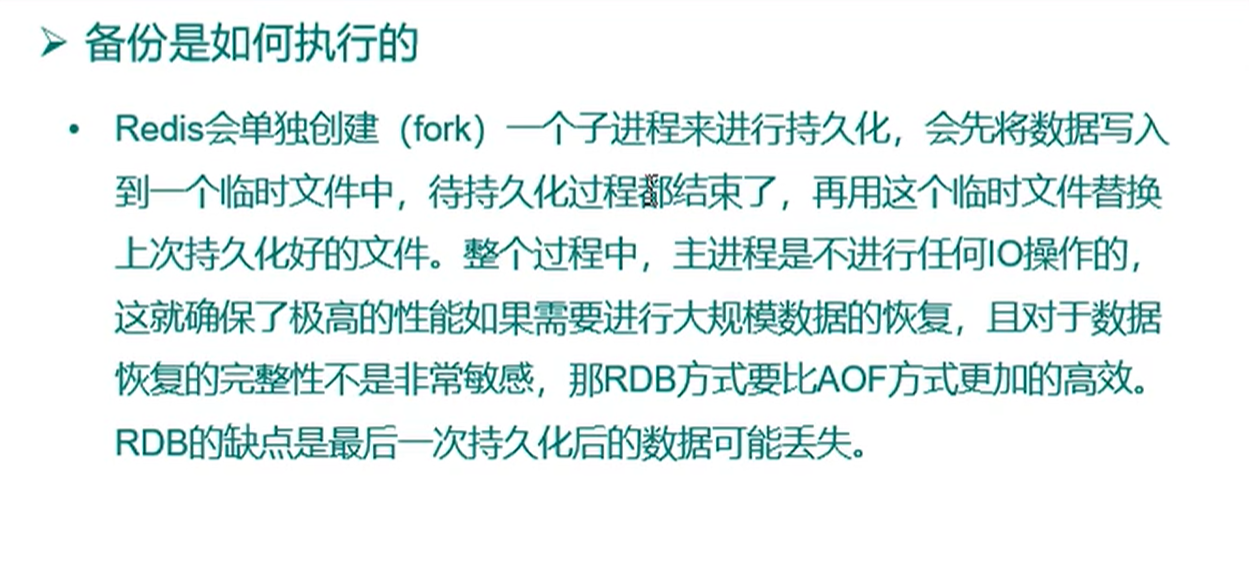 ➢ 备份是如何执行的
• Redis会单独创建（fork）一个子进程来进行持久化，会先将数据写入
到一个临时文件中，待持久化过程都结束了，再用这个临时文件替换
上次持久化好的文件。整个过程中，主进程是不进行任何IO操作的，
这就确保了极高的性能如果需要进行大规模数据的恢复，且对于数据
恢复的完整性不是非常敏感，那RDB方式要比AOF方式更加的高效。
RDB的缺点是最后一次持久化后的数据可能丢失。